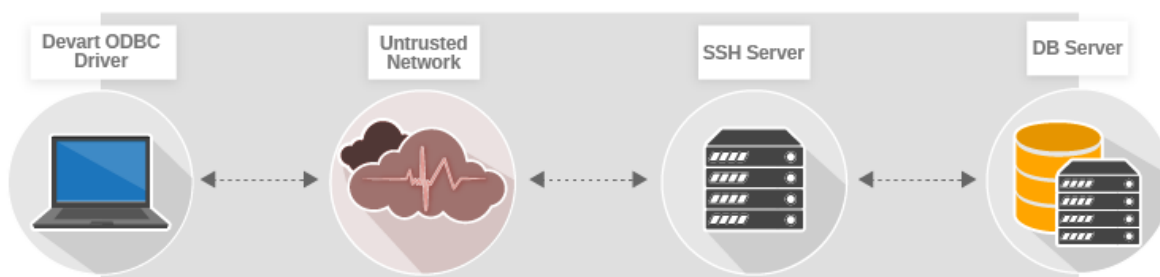 Devart ODBC
Driver
Untrusted
Network
SSH Server
DB Server